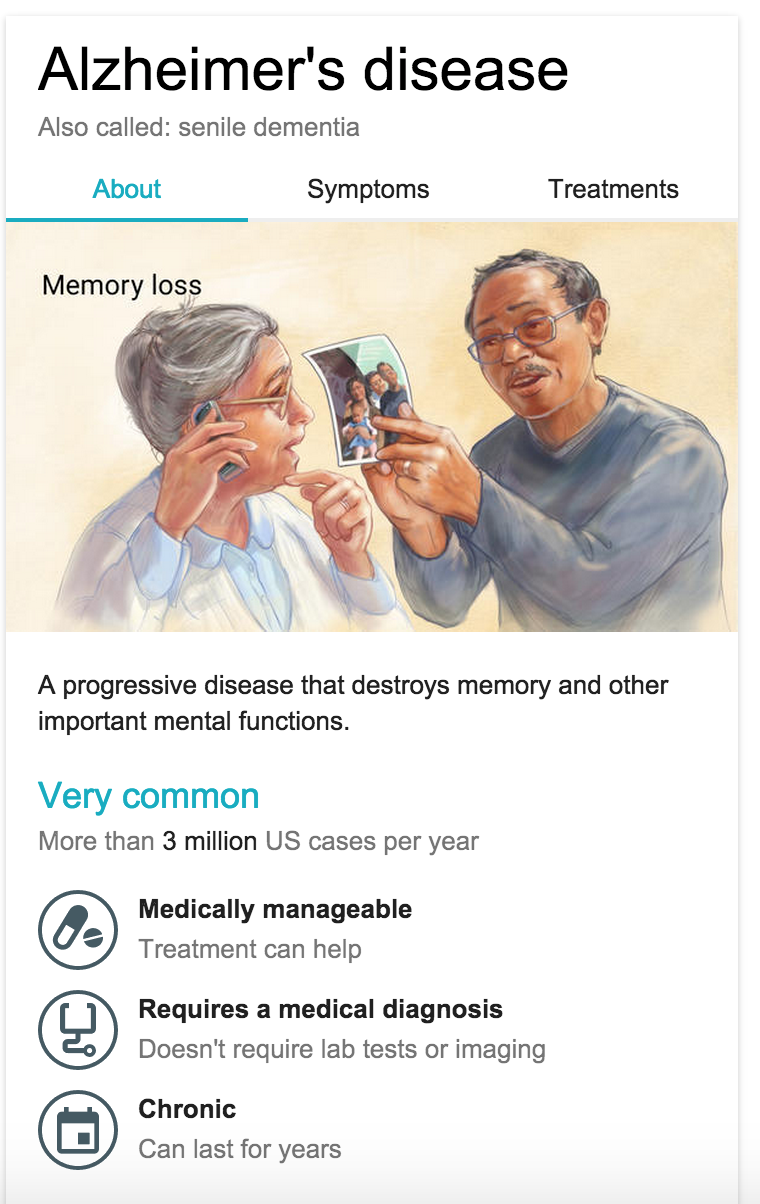 Alzheimer's disease
Also called: senile dementia
About Symptoms Treatments
Memory loss
A progressive disease that destroys memory and other
important mental functions.
Very common
More than 3 million US cases per year
Medically manageable
Treatment can help
Requires a medical diagnosis
Doesn't require lab tests or imaging
Chronic
Can last for years